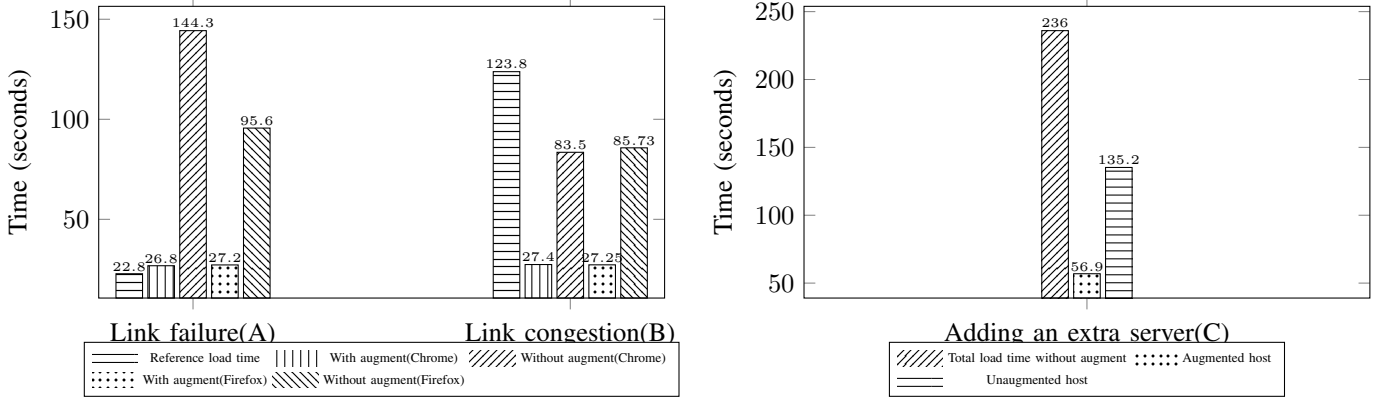 Time (seconds)
150
100
50
22.8
26.8
144.3
27.2
95.6
123.8
27.4
83.5
27.25
85.73
Link failure(A)
Link congestion(B)
Reference load time
With augment(Chrome)
Without augment(Chrome)
With augment(Firefox)
Without augment(Firefox)
Time (seconds)
250
200
150
100
50
236
56.9
135.2
Adding an extra server(C)
Total load time without augment
Augmented host
Unaugmented host